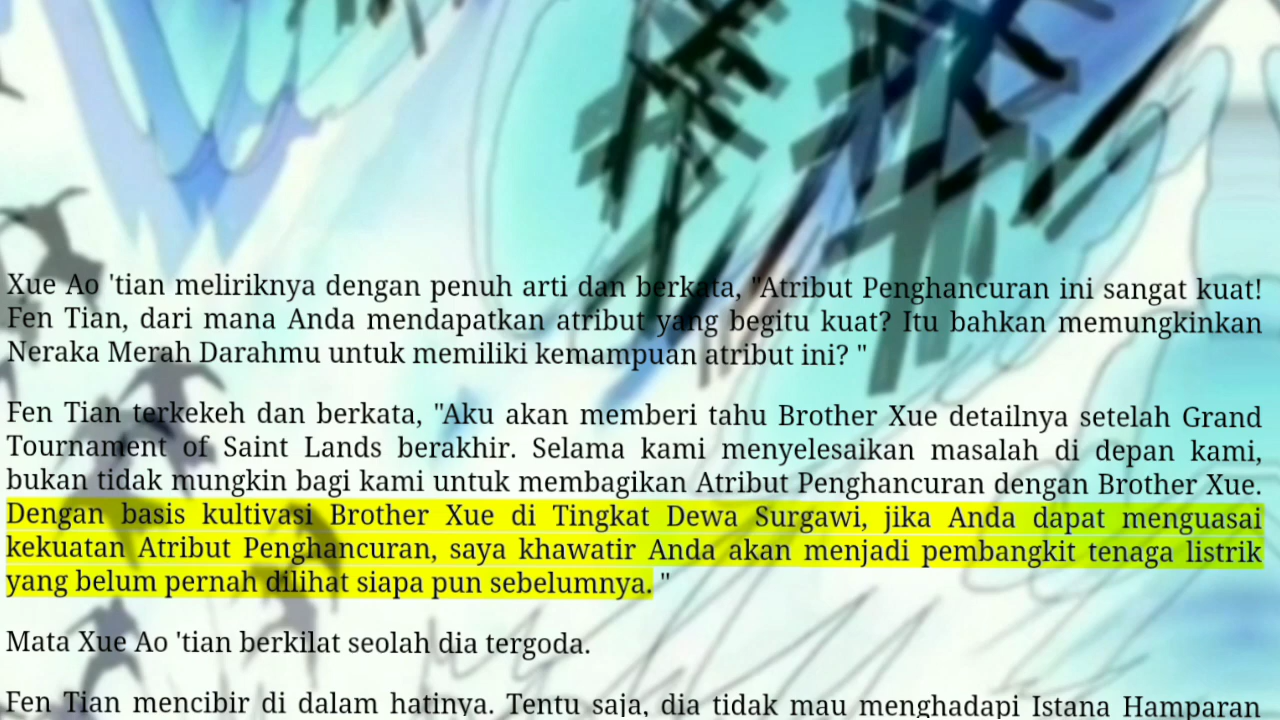 Xue Ao 'tian meliriknya dengan penuh arti dan berkata, "Atribut Penghancuran ini sangat kuat!
Fen Tian, dari mana Anda mendapatkan atribut yang begitu kuat? Itu bahkan memungkinkan
Neraka Merah Darahmu untuk memiliki kemampuan atribut ini? "
Fen Tian terkekeh dan berkata, "Aku akan memberi tahu Brother Xue detailnya setelah Grand
Tournament of Saint Lands berakhir. Selama kami menyelesaikan masalah di depan kami,
bukan tidak mungkin bagi kami untuk membagikan Atribut Penghancuran dengan Brother Xue.
Dengan basis kultivasi Brother Xue di Tingkat Dewa Surgawi, jika Anda dapat menguasai
kekuatan Atribut Penghancuran, saya khawatir Anda akan menjadi pembangkit tenaga listrik
yang belum pernah dilihat siapa pun sebelumnya. "
Mata Xue Ao 'tian berkilat seolah dia tergoda.
Fen Tian mencibir di dalam hatinya. Tentu saja, dia tidak mau menghadapi Istana Hamparan